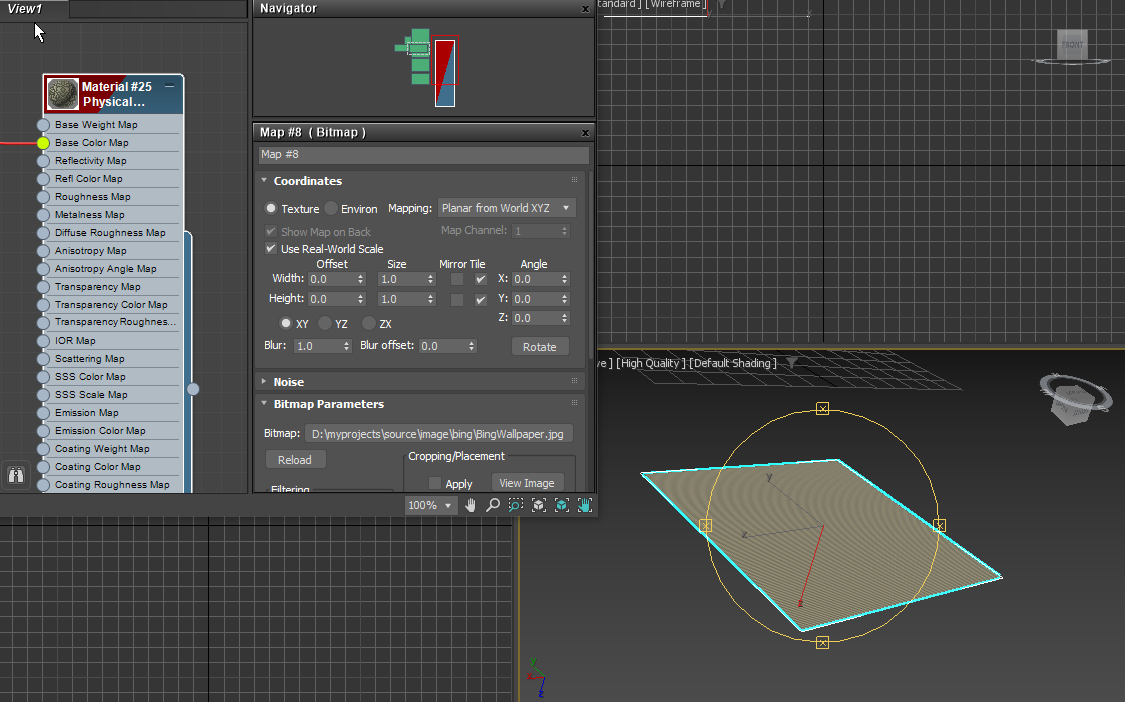 View1
Material #25
Physical...
Base Weight Map
Base Color Map
Reflectivity Map
Refl Color Map
Roughness Map
Metalness Map
Diffuse Roughness Map
Anisotropy Map
Anisotropy Angle Map
Transparency Map
Transparency Color Map
Transparency Roughnes...
IOR Map
Scattering Map
SSS Color Map
SSS Scale Map
Emission Map
Emission Color Map
Coating Weight Map
Coating Color Map
Coating Roughness Map
Navigator x
Map #8 ( Bitmap ) x
Map #8
Coordinates
Texture Environ Mapping: Planar from World XYZ
Show Map on Back Map Channel: 1
Use Real-World Scale
Offset Size Mirror Tile Angle
Width: 0.0 1.0 X: 0.0
Height: 0.0 1.0 Y: 0.0
Z: 0.0
XY YZ ZX
Blur: 1.0 Blur offset: 0.0 Rotate
Noise
Bitmap Parameters
Bitmap: D:\myprojects\source\image\bing\BingWallpaper.jpg
Reload Cropping/Placement
Apply View Image
Filtering
100%
tandard ] [Wireframe ]
FRONT
ve ] [High Quality ] [Default Shading ]
y
z
y
x
z